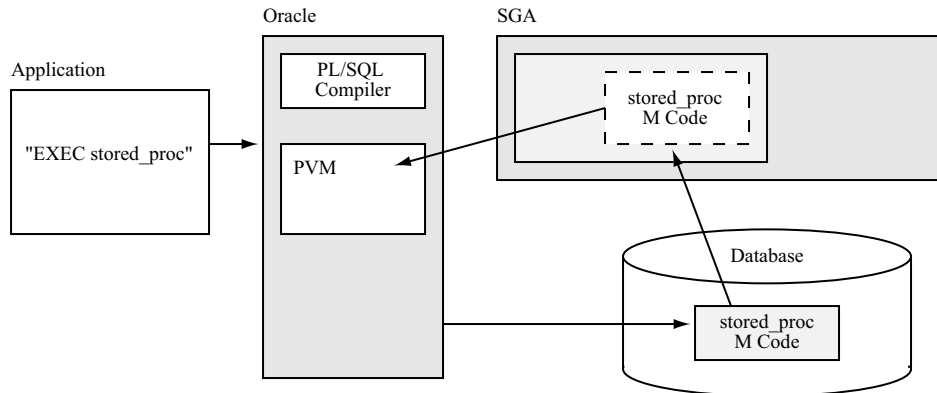 Oracle
SGA
Application
PL/SQL
Compiler
stored_proc
M Code
"EXEC stored_proc"
PVM
Database
stored_proc
M Code